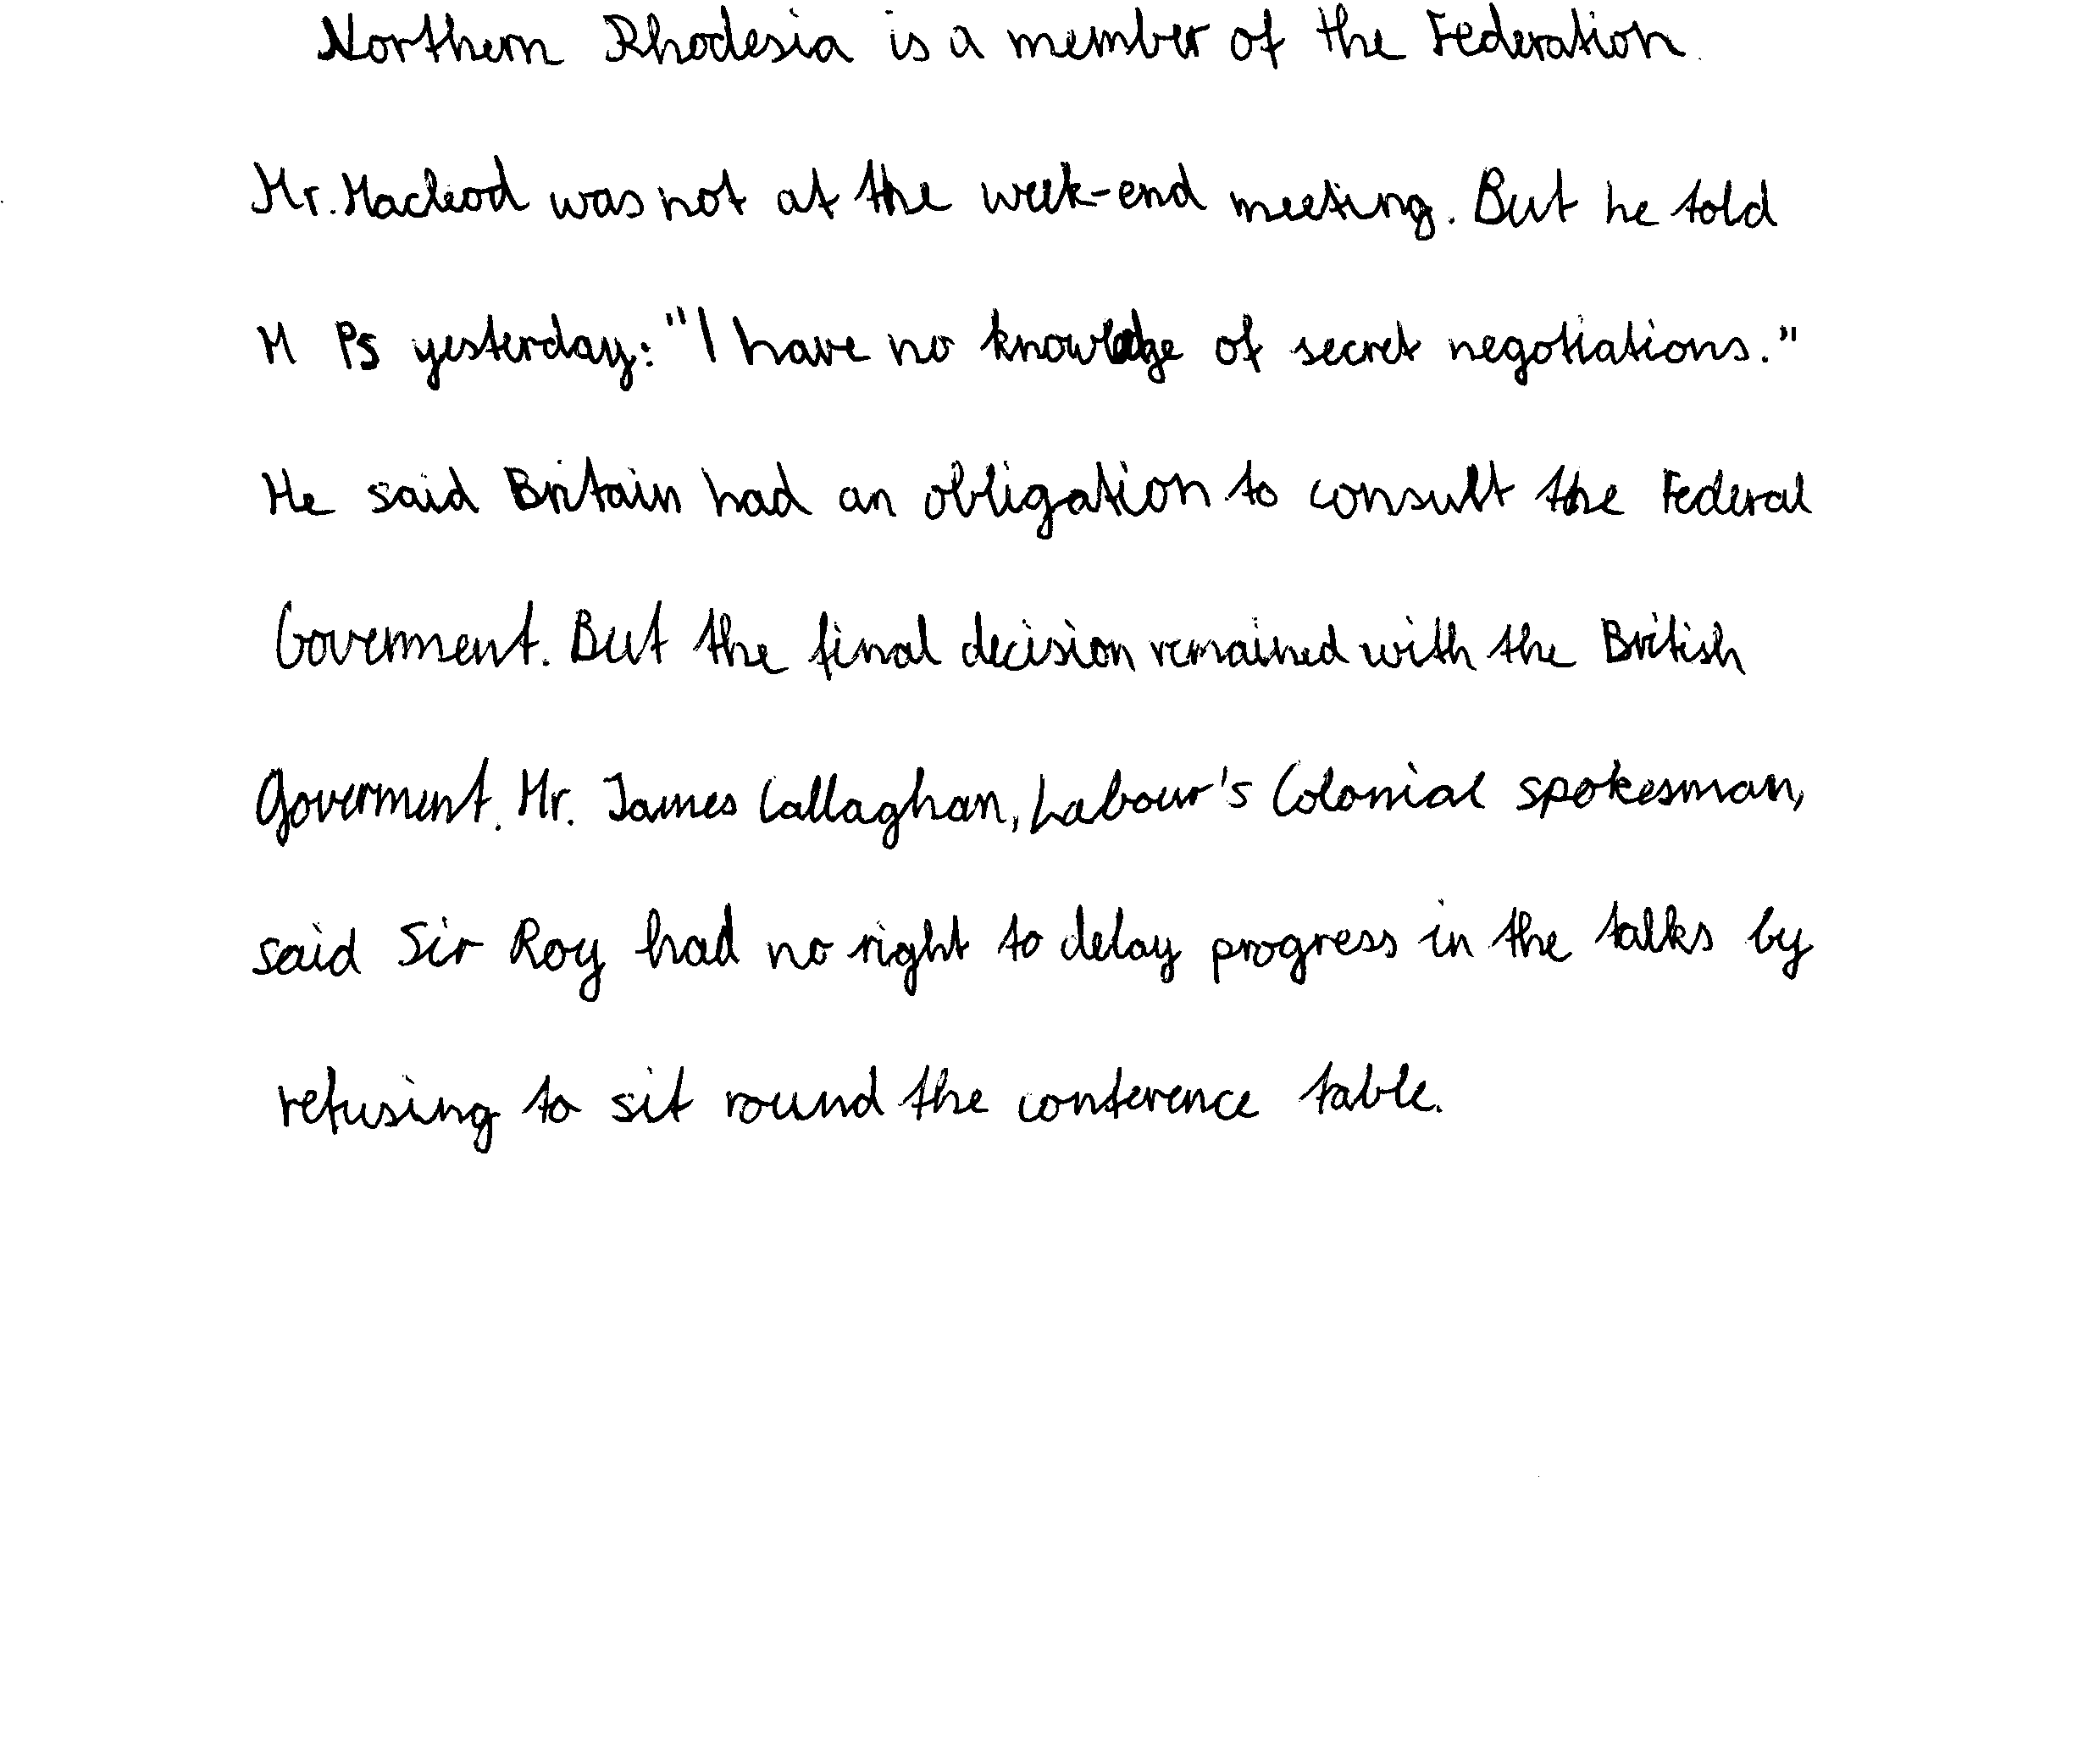 Northern Rhodesia is a member of the Federation.
Mr. Macleod was not at the week-end meeting. But he told
M Ps yesterday: "I have no knowledge of secret negotiations."
He said Britain had an obligation to consult the Federal
Government. But the final decision remained with the British
Goverment. Mr. James Callaghan, Labour's Colonial spokesman,
said Sir Roy had no right to delay progress in the talks by
refusing to sit round the conference table.